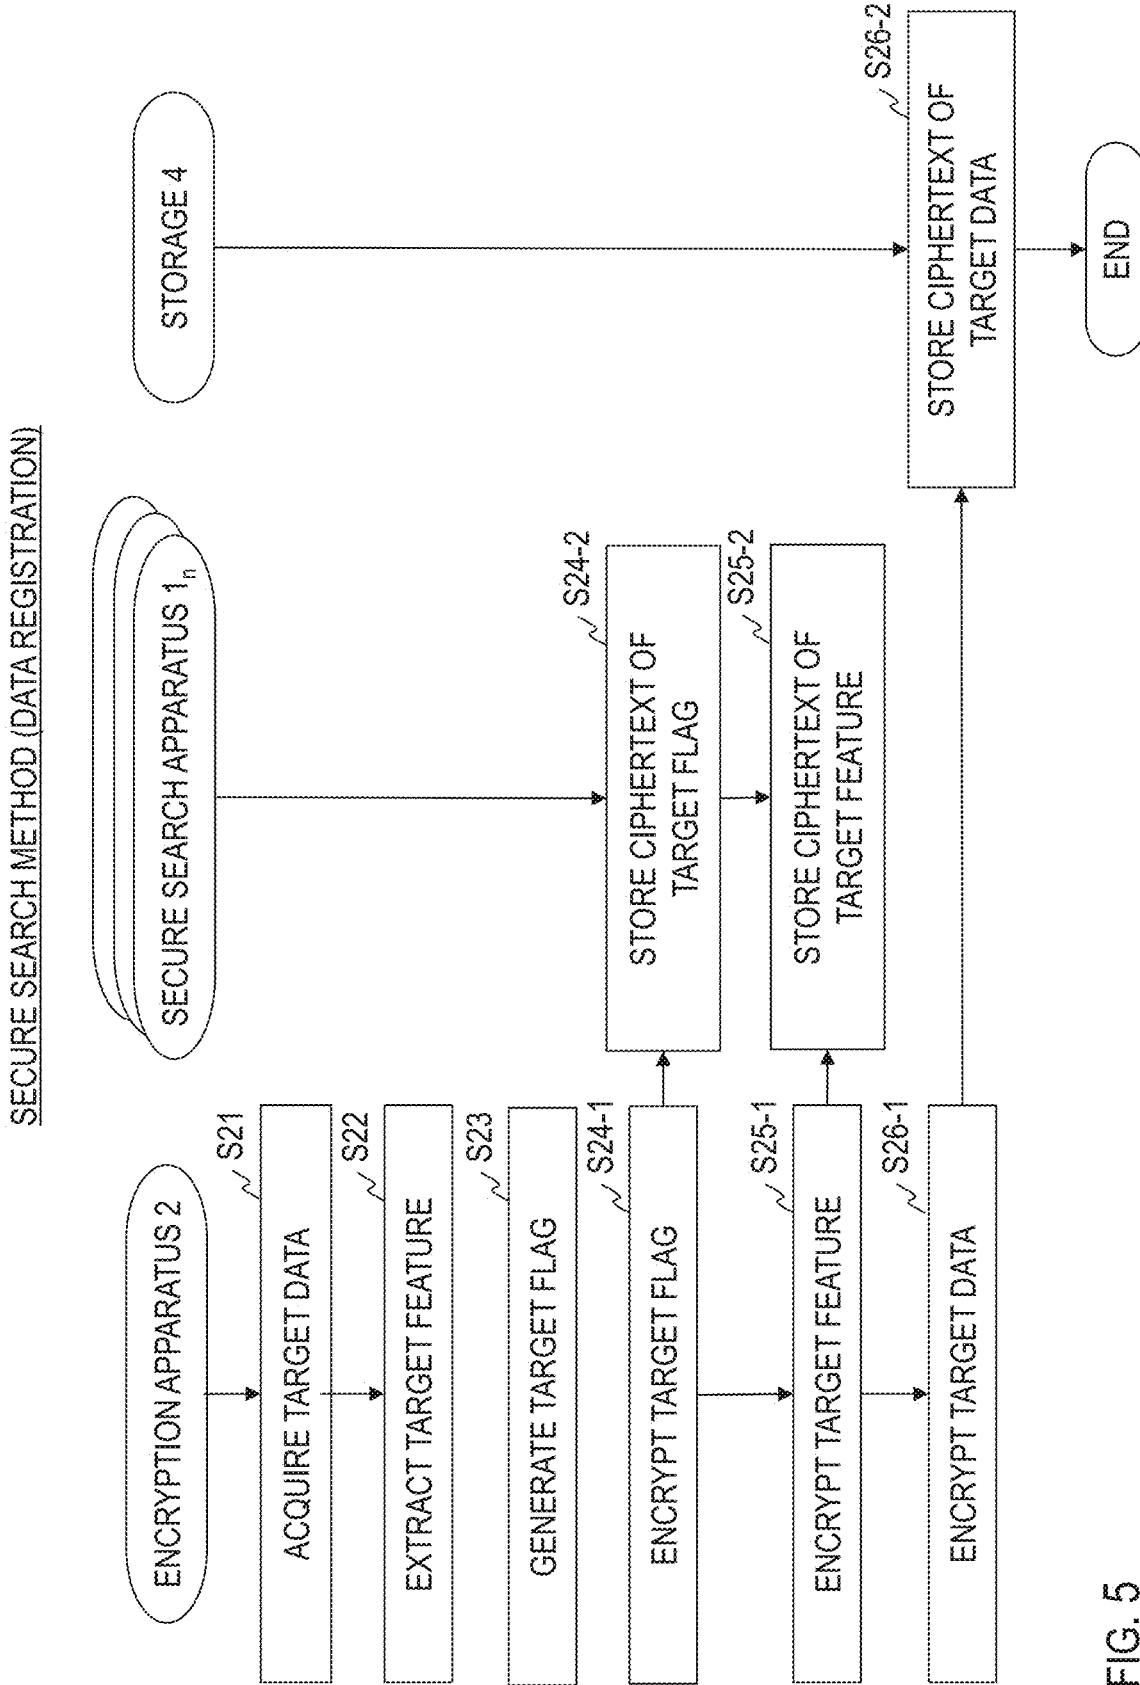 SECURE SEARCH METHOD (DATA REGISTRATION)
ENCRYPTION APPARATUS 2
SECURE SEARCH APPARATUS 1n
STORAGE 4
S21
ACQUIRE TARGET DATA
S22
EXTRACT TARGET FEATURE
S23
GENERATE TARGET FLAG
S24-1
ENCRYPT TARGET FLAG
S24-2
STORE CIPHERTEXT OF
TARGET FLAG
S25-1
ENCRYPT TARGET FEATURE
S25-2
STORE CIPHERTEXT OF
TARGET FEATURE
S26-1
ENCRYPT TARGET DATA
S26-2
STORE CIPHERTEXT OF
TARGET DATA
END
FIG. 5